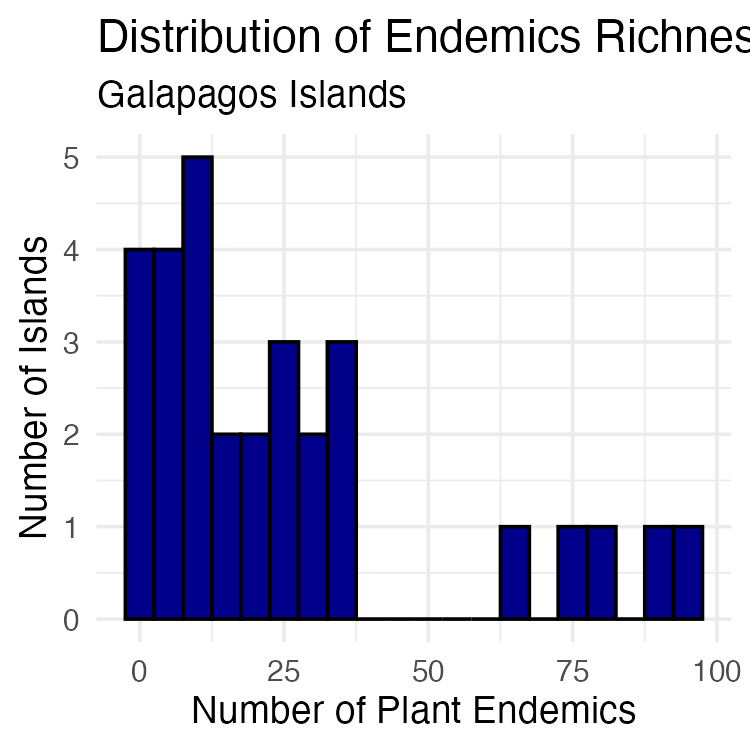 Distribution of Endemics Richnes
Galapagos Islands
5
4
3
2
1
0
Number of Islands
0 25 50 75 100
Number of Plant Endemics